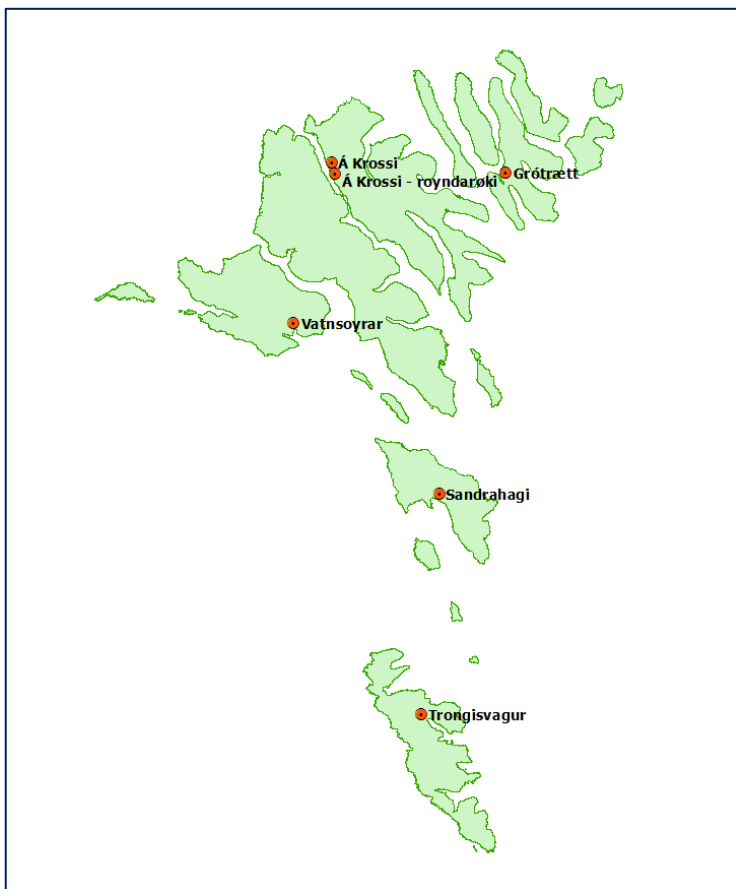 Á Krossi
Grótrætt
Á Krossi - royndarøki
Vatnsoyrar
Sandrahagi
Trongisvagur